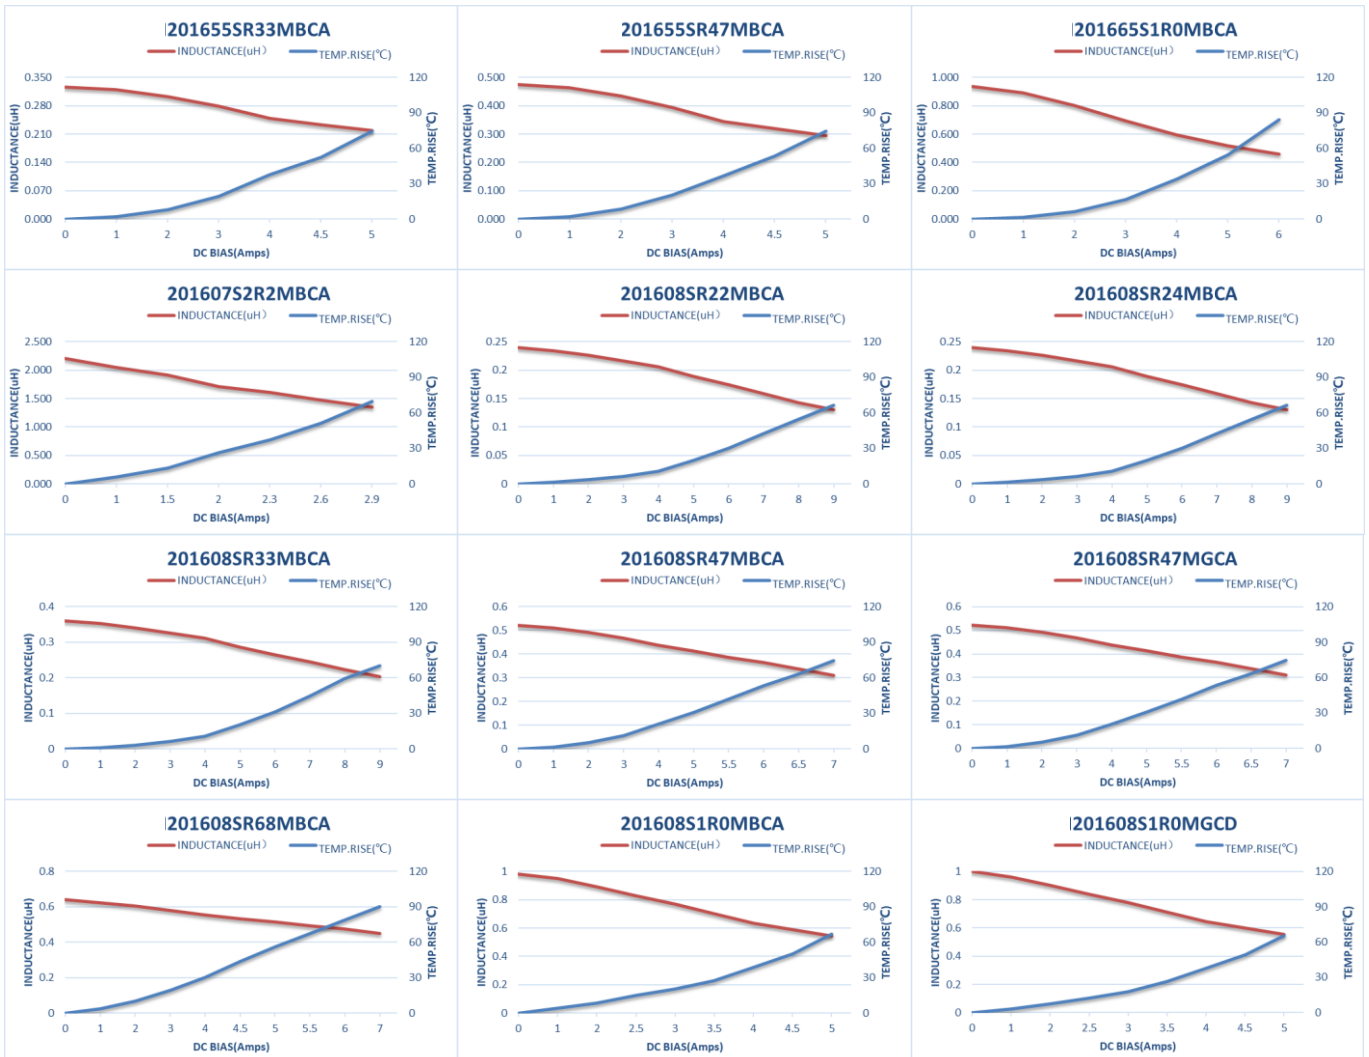 201655SR33MBCA
INDUCTANCE(uH) TEMP.RISE(℃)
0.350
0.280
0.210
0.140
0.070
0.000
120
90
60
30
0
INDUCTANCE(uH)
TEMP.RISE(℃)
0 1 2 3 4 4.5 5
DC BIAS(Amps)
201655SR47MBCA
INDUCTANCE(uH) TEMP.RISE(℃)
0.500
0.400
0.300
0.200
0.100
0.000
120
90
60
30
0
INDUCTANCE(uH)
TEMP.RISE(℃)
0 1 2 3 4 4.5 5
DC BIAS(Amps)
201665S1R0MBCA
INDUCTANCE(uH) TEMP.RISE(℃)
1.000
0.800
0.600
0.400
0.200
0.000
120
90
60
30
0
INDUCTANCE(uH)
TEMP.RISE(℃)
0 1 2 3 4 5 6
DC BIAS(Amps)
201607S2R2MBCA
INDUCTANCE(uH) TEMP.RISE(℃)
2.500
2.000
1.500
1.000
0.500
0.000
120
90
60
30
0
INDUCTANCE(uH)
TEMP.RISE(℃)
0 1 1.5 2 2.3 2.6 2.9
DC BIAS(Amps)
201608SR22MBCA
INDUCTANCE(uH) TEMP.RISE(℃)
0.25
0.2
0.15
0.1
0.05
0
120
90
60
30
0
INDUCTANCE(uH)
TEMP.RISE(℃)
0 1 2 3 4 5 6 7 8 9
DC BIAS(Amps)
201608SR24MBCA
INDUCTANCE(uH) TEMP.RISE(℃)
0.25
0.2
0.15
0.1
0.05
0
120
90
60
30
0
INDUCTANCE(uH)
TEMP.RISE(℃)
0 1 2 3 4 5 6 7 8 9
DC BIAS(Amps)
201608SR33MBCA
INDUCTANCE(uH) TEMP.RISE(℃)
0.4
0.3
0.2
0.1
0
120
90
60
30
0
INDUCTANCE(uH)
TEMP.RISE(℃)
0 1 2 3 4 5 6 7 8 9
DC BIAS(Amps)
201608SR47MBCA
INDUCTANCE(uH) TEMP.RISE(℃)
0.6
0.5
0.4
0.3
0.2
0.1
0
120
90
60
30
0
INDUCTANCE(uH)
TEMP.RISE(℃)
0 1 2 3 4 5 5.5 6 6.5 7
DC BIAS(Amps)
201608SR47MGCA
INDUCTANCE(uH) TEMP.RISE(℃)
0.6
0.5
0.4
0.3
0.2
0.1
0
120
90
60
30
0
INDUCTANCE(uH)
TEMP.RISE(℃)
0 1 2 3 4 5 5.5 6 6.5 7
DC BIAS(Amps)
201608SR68MBCA
INDUCTANCE(uH) TEMP.RISE(℃)
0.8
0.6
0.4
0.2
0
120
90
60
30
0
INDUCTANCE(uH)
TEMP.RISE(℃)
0 1 2 3 4 4.5 5 5.5 6 7
DC BIAS(Amps)
201608S1R0MBCA
INDUCTANCE(uH) TEMP.RISE(℃)
1
0.8
0.6
0.4
0.2
0
120
90
60
30
0
INDUCTANCE(uH)
TEMP.RISE(℃)
0 1 2 2.5 3 3.5 4 4.5 5
DC BIAS(Amps)
201608S1R0MGCD
INDUCTANCE(uH) TEMP.RISE(℃)
1
0.8
0.6
0.4
0.2
0
120
90
60
30
0
INDUCTANCE(uH)
TEMP.RISE(℃)
0 1 2 2.5 3 3.5 4 4.5 5
DC BIAS(Amps)